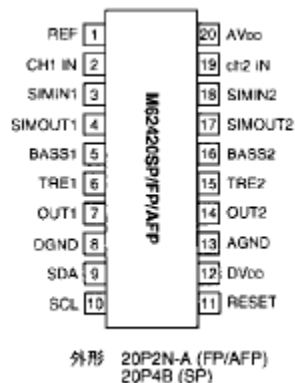 REF 1 20 AVDD
CH1 IN 2 19 ch2 IN
SIMIN1 3 18 SIMIN2
SIMOUT1 4 17 SIMOUT2
BASS1 5 16 BASS2
TRE1 6 15 TRE2
OUT1 7 14 OUT2
DGND 8 13 AGND
SDA 9 12 DVDD
SCL 10 11 RESET
M62420SP/FP/AFP
外形 20P2N-A (FP/AFP)
20P4B (SP)